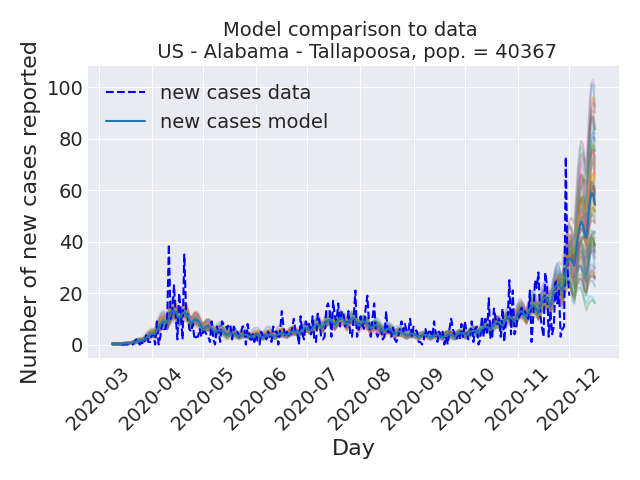 Model comparison to data
US - Alabama - Tallapoosa, pop. = 40367
Number of new cases reported
100
80
60
40
20
0
new cases data
new cases model
2020-03
2020-04
2020-05
2020-06
2020-07
2020-08
2020-09
2020-10
2020-11
2020-12
Day